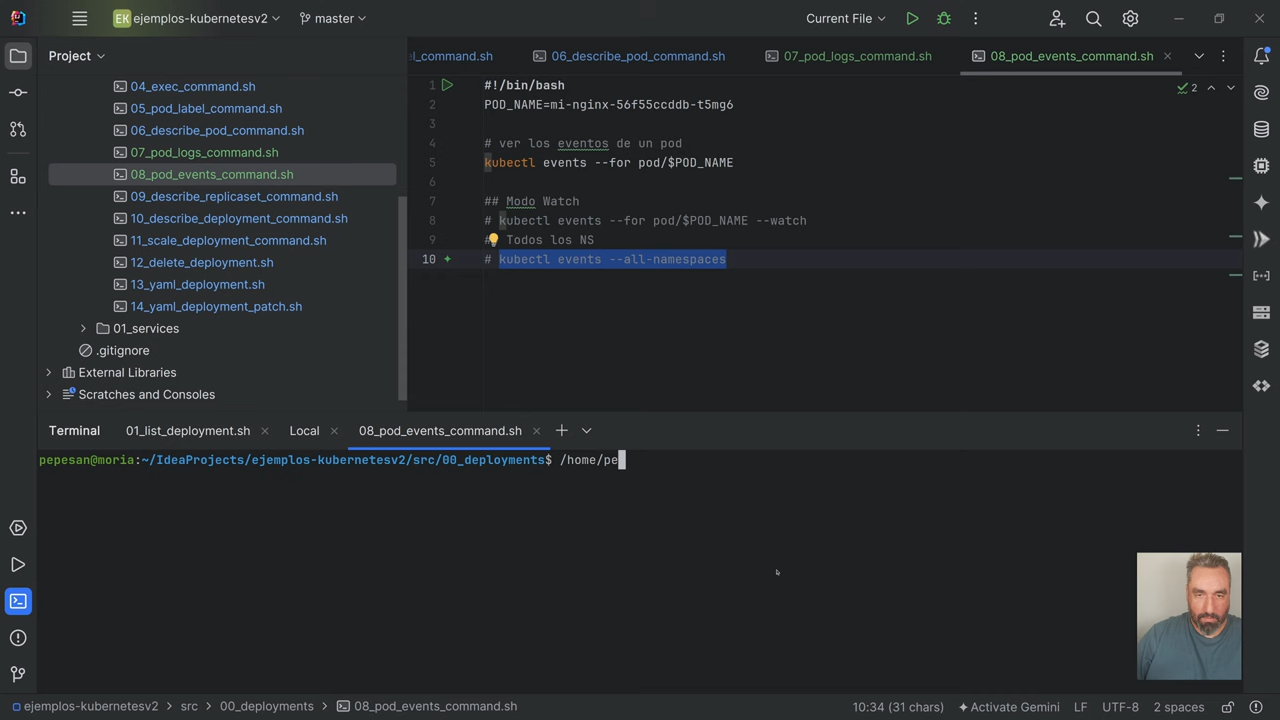 EK ejemplos-kubernetesv2
master
Current File
Project
04_exec_command.sh
05_pod_label_command.sh
06_describe_pod_command.sh
07_pod_logs_command.sh
08_pod_events_command.sh
09_describe_replicaset_command.sh
10_describe_deployment_command.sh
11_scale_deployment_command.sh
12_delete_deployment.sh
13_yaml_deployment.sh
14_yaml_deployment_patch.sh
01_services
.gitignore
External Libraries
Scratches and Consoles
el_command.sh
06_describe_pod_command.sh
07_pod_logs_command.sh
08_pod_events_command.sh
2
1 #!/bin/bash
2 POD_NAME=mi-nginx-56f55ccddb-t5mg6
3
4 # ver los eventos de un pod
5 kubectl events --for pod/$POD_NAME
6
7 ## Modo Watch
8 # kubectl events --for pod/$POD_NAME --watch
9 # Todos los NS
10 # kubectl events --all-namespaces
Terminal
01_list_deployment.sh
Local
08_pod_events_command.sh
pepesan@moria:~/IdeaProjects/ejemplos-kubernetesv2/src/00_deployments$ /home/pe
ejemplos-kubernetesv2 > src > 00_deployments > 08_pod_events_command.sh
10:34 (31 chars)
Activate Gemini
LF
UTF-8
2 spaces